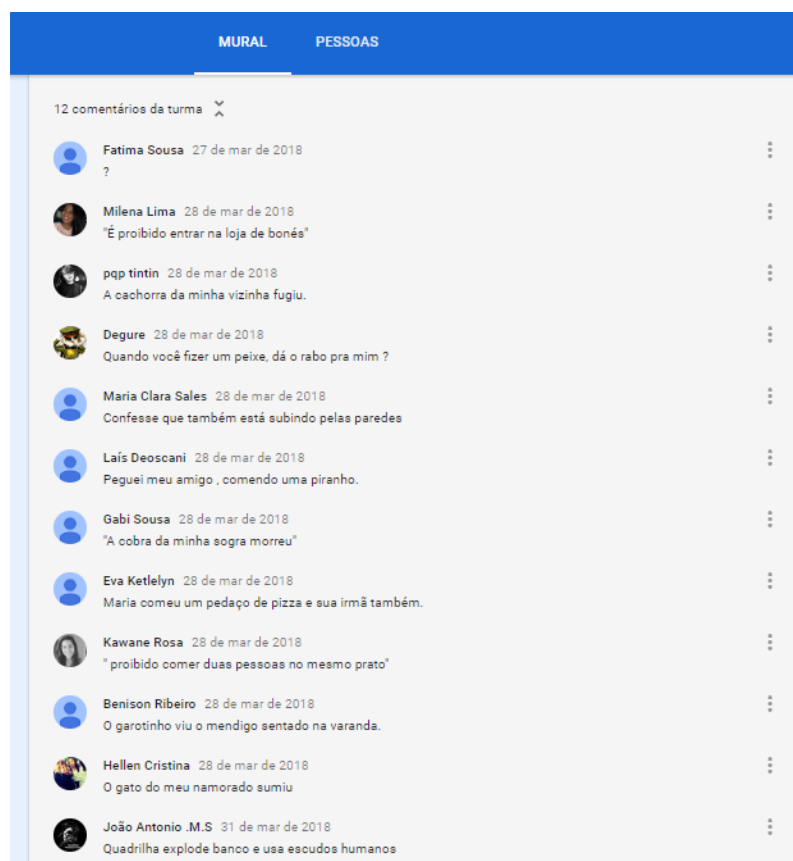 MURAL PESSOAS
12 comentários da turma
Fatima Sousa 27 de mar de 2018
?
Milena Lima 28 de mar de 2018
"É proibido entrar na loja de bonés"
pqp tintin 28 de mar de 2018
A cachorra da minha vizinha fugiu.
Degure 28 de mar de 2018
Quando você fizer um peixe, dá o rabo pra mim ?
Maria Clara Sales 28 de mar de 2018
Confesse que também está subindo pelas paredes
Laís Deoscani 28 de mar de 2018
Peguei meu amigo , comendo uma piranho.
Gabi Sousa 28 de mar de 2018
"A cobra da minha sogra morreu"
Eva Ketlelyn 28 de mar de 2018
Maria comeu um pedaço de pizza e sua irmã também.
Kawane Rosa 28 de mar de 2018
" proibido comer duas pessoas no mesmo prato"
Benison Ribeiro 28 de mar de 2018
O garotinho viu o mendigo sentado na varanda.
Hellen Cristina 28 de mar de 2018
O gato do meu namorado sumiu
João Antonio .M.S 31 de mar de 2018
Quadrilha explode banco e usa escudos humanos